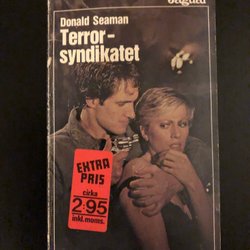 Donald Seaman
Terror-
syndikatet
EXTRA
PRIS
cirka
2:95
inkl. moms.